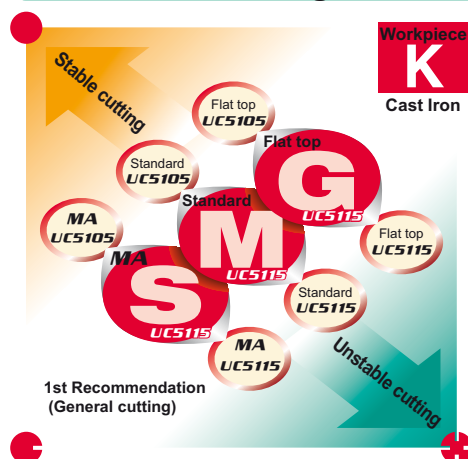 Workpiece
K
Cast Iron
Stable cutting
Flat top
UC5105
Flat top
G
UC5115
Standard
UC5105
Standard
M
UC5115
MA
UC5105
MA
S
UC5115
Flat top
UC5115
Standard
UC5115
MA
UC5115
Unstable cutting
1st Recommendation
(General cutting)